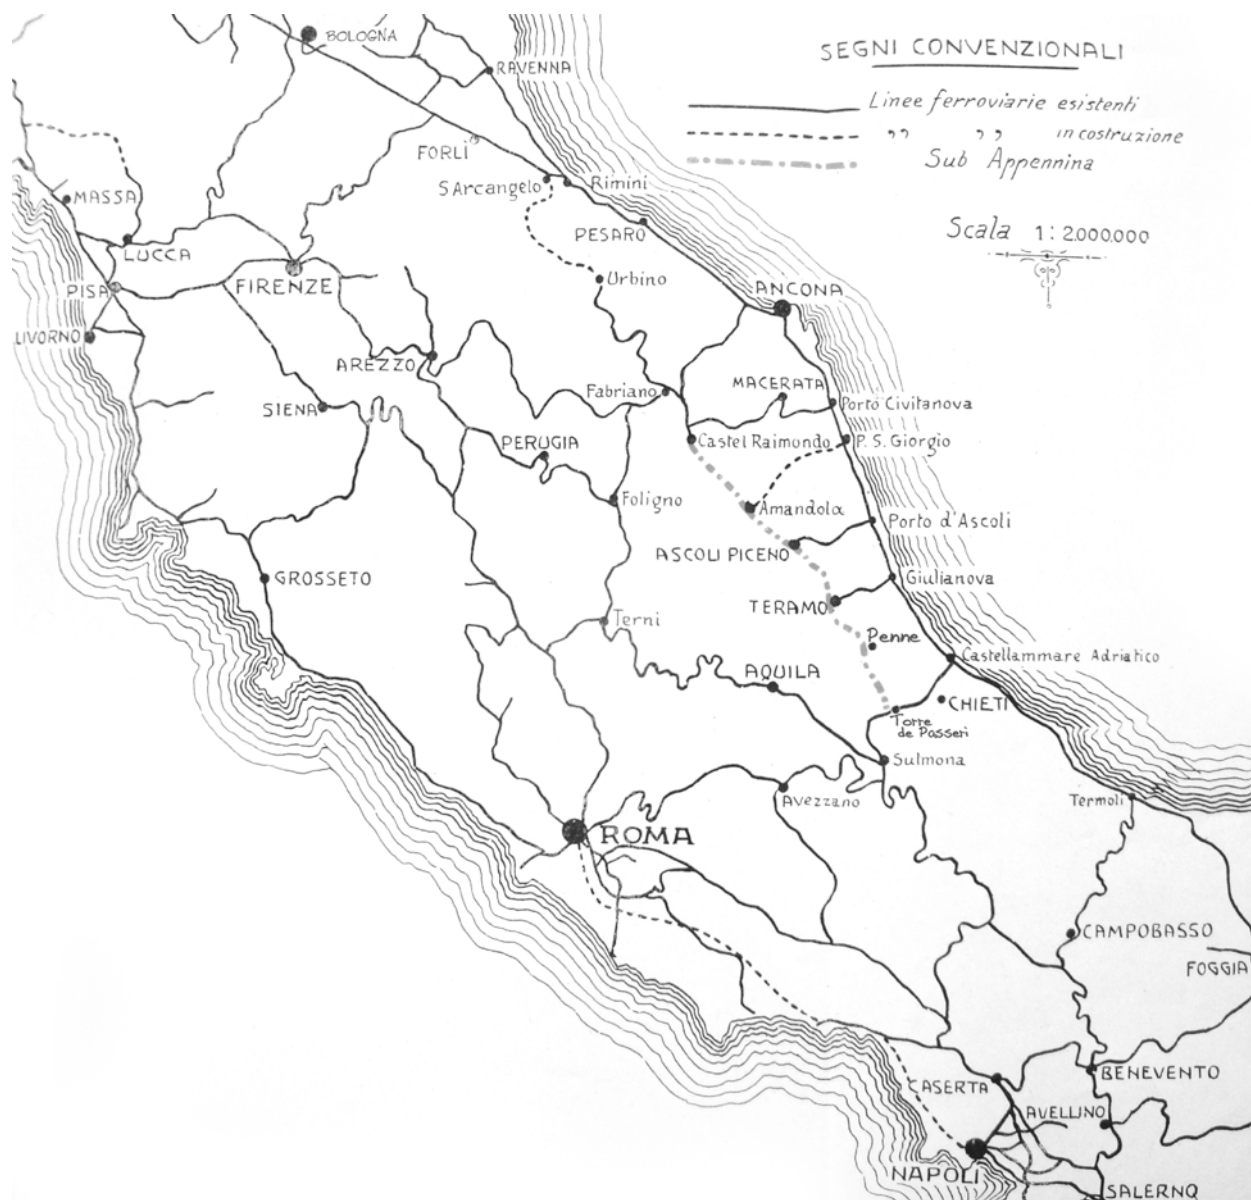 BOLOGNA
SEGNI CONVENZIONALI
RAVENNA
Linee ferroviarie esistenti
" " in costruzione
Sub Appennina
FORLÌ
S Arcangelo
Rimini
MASSA
PESARO
Scala 1:2.000.000
LUCCA
Urbino
FIRENZE
PISA
ANCONA
LIVORNO
AREZZO
MACERATA
Fabriano
Porto Civitanova
SIENA
PERUGIA
Castel Raimondo
P. S. Giorgio
Foligno
Amandola
Porto d'Ascoli
ASCOLI PICENO
GROSSETO
Giulianova
TERAMO
Terni
Penne
Castellammare Adriatico
AQUILA
CHIETI
Torre
de Passeri
Sulmona
Avezzano
Termoli
ROMA
CAMPOBASSO
FOGGIA
BENEVENTO
CASERTA
AVELLINO
NAPOLI
SALERNO